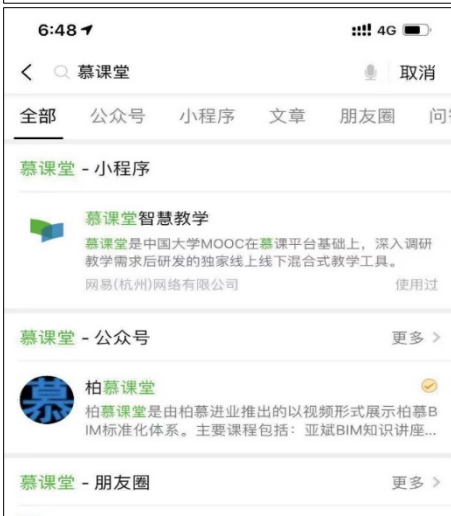 6:48 4G
慕课堂 取消
全部 公众号 小程序 文章 朋友圈 问
慕课堂 - 小程序
慕课堂智慧教学
慕课堂是中国大学MOOC在慕课平台基础上，深入调研
教学需求后研发的独家线上线下混合式教学工具。
网易(杭州)网络有限公司 使用过
慕课堂 - 公众号 更多 >
慕
柏慕课堂
柏慕课堂是由柏慕进业推出的以视频形式展示柏慕B
IM标准化体系。主要课程包括：亚斌BIM知识讲座...
慕课堂 - 朋友圈 更多 >